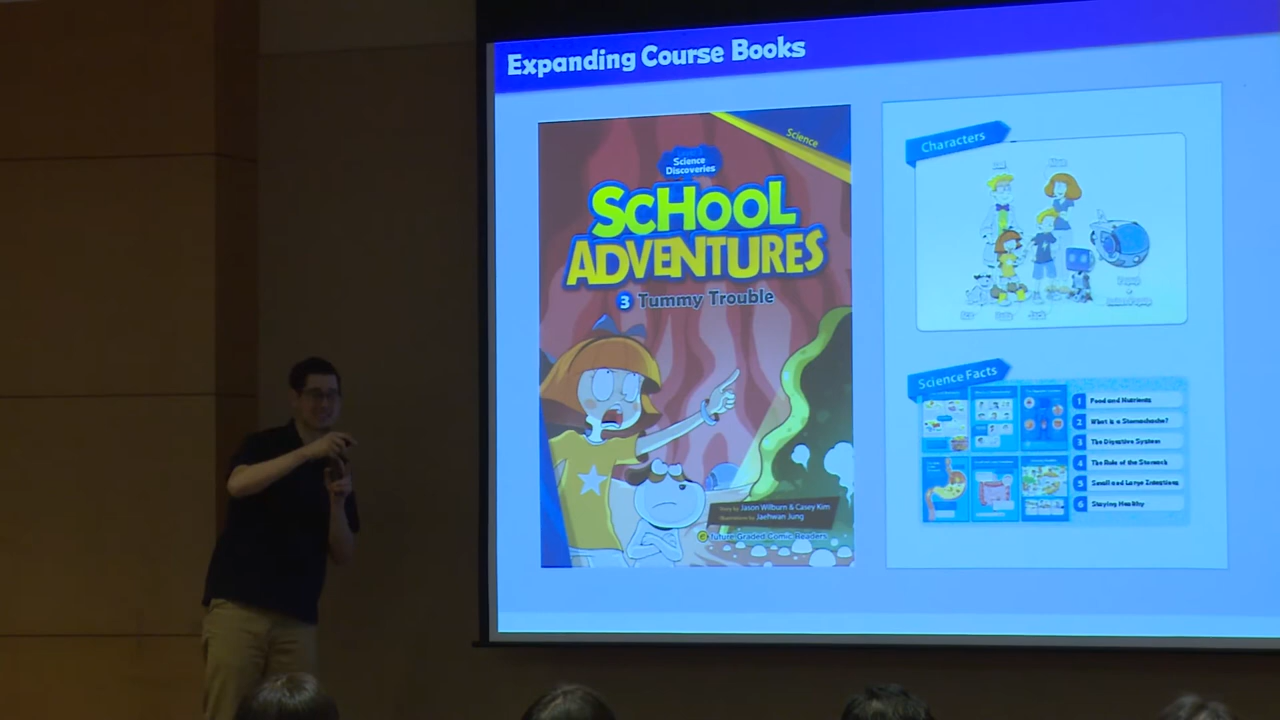 Expanding Course Books
Science
Science
Discoveries
SCHOOL
ADVENTURES
3 Tummy Trouble
Story by Jason Wilburn & Casey Kim
Illustrations by Jaehwan Jung
e future Graded Comic Readers
Characters
Jack
Science Facts
1 Food and Nutrients
2 What is a Stomachache?
3 The Digestive System
4 The Role of the Stomach
5 Small and Large Intestines
6 Staying Healthy